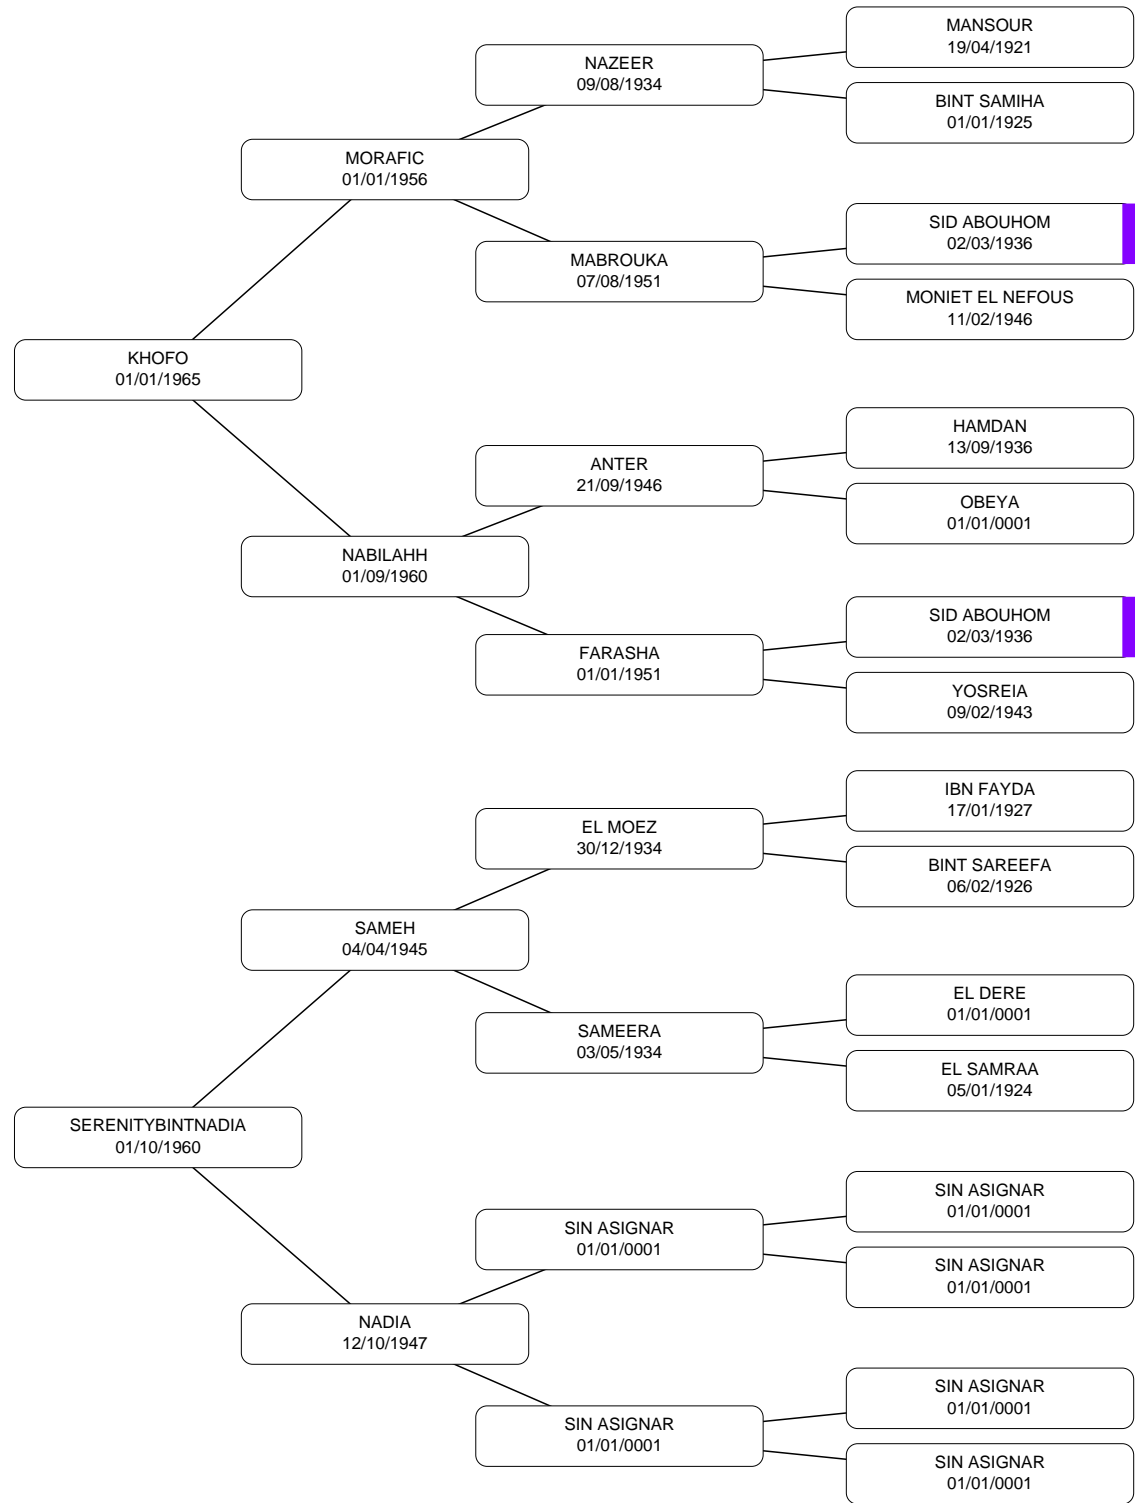 MANSOUR
19/04/1921
NAZEER
09/08/1934
BINT SAMIHA
01/01/1925
MORAFIC
01/01/1956
SID ABOUHOM
02/03/1936
MABROUKA
07/08/1951
MONIET EL NEFOUS
11/02/1946
KHOFO
01/01/1965
HAMDAN
13/09/1936
ANTER
21/09/1946
OBEYA
01/01/0001
NABILAHH
01/09/1960
SID ABOUHOM
02/03/1936
FARASHA
01/01/1951
YOSREIA
09/02/1943
IBN FAYDA
17/01/1927
EL MOEZ
30/12/1934
BINT SAREEFA
06/02/1926
SAMEH
04/04/1945
EL DERE
01/01/0001
SAMEERA
03/05/1934
EL SAMRAA
05/01/1924
SERENITYBINTNADIA
01/10/1960
SIN ASIGNAR
01/01/0001
SIN ASIGNAR
01/01/0001
SIN ASIGNAR
01/01/0001
NADIA
12/10/1947
SIN ASIGNAR
01/01/0001
SIN ASIGNAR
01/01/0001
SIN ASIGNAR
01/01/0001